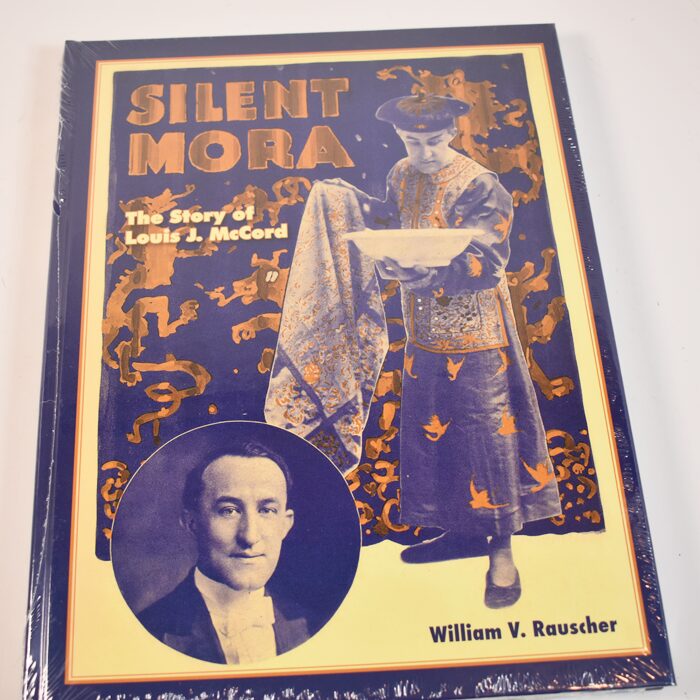 SILENT
MORA
The Story of
Louis J. McCord
William V. Rauscher